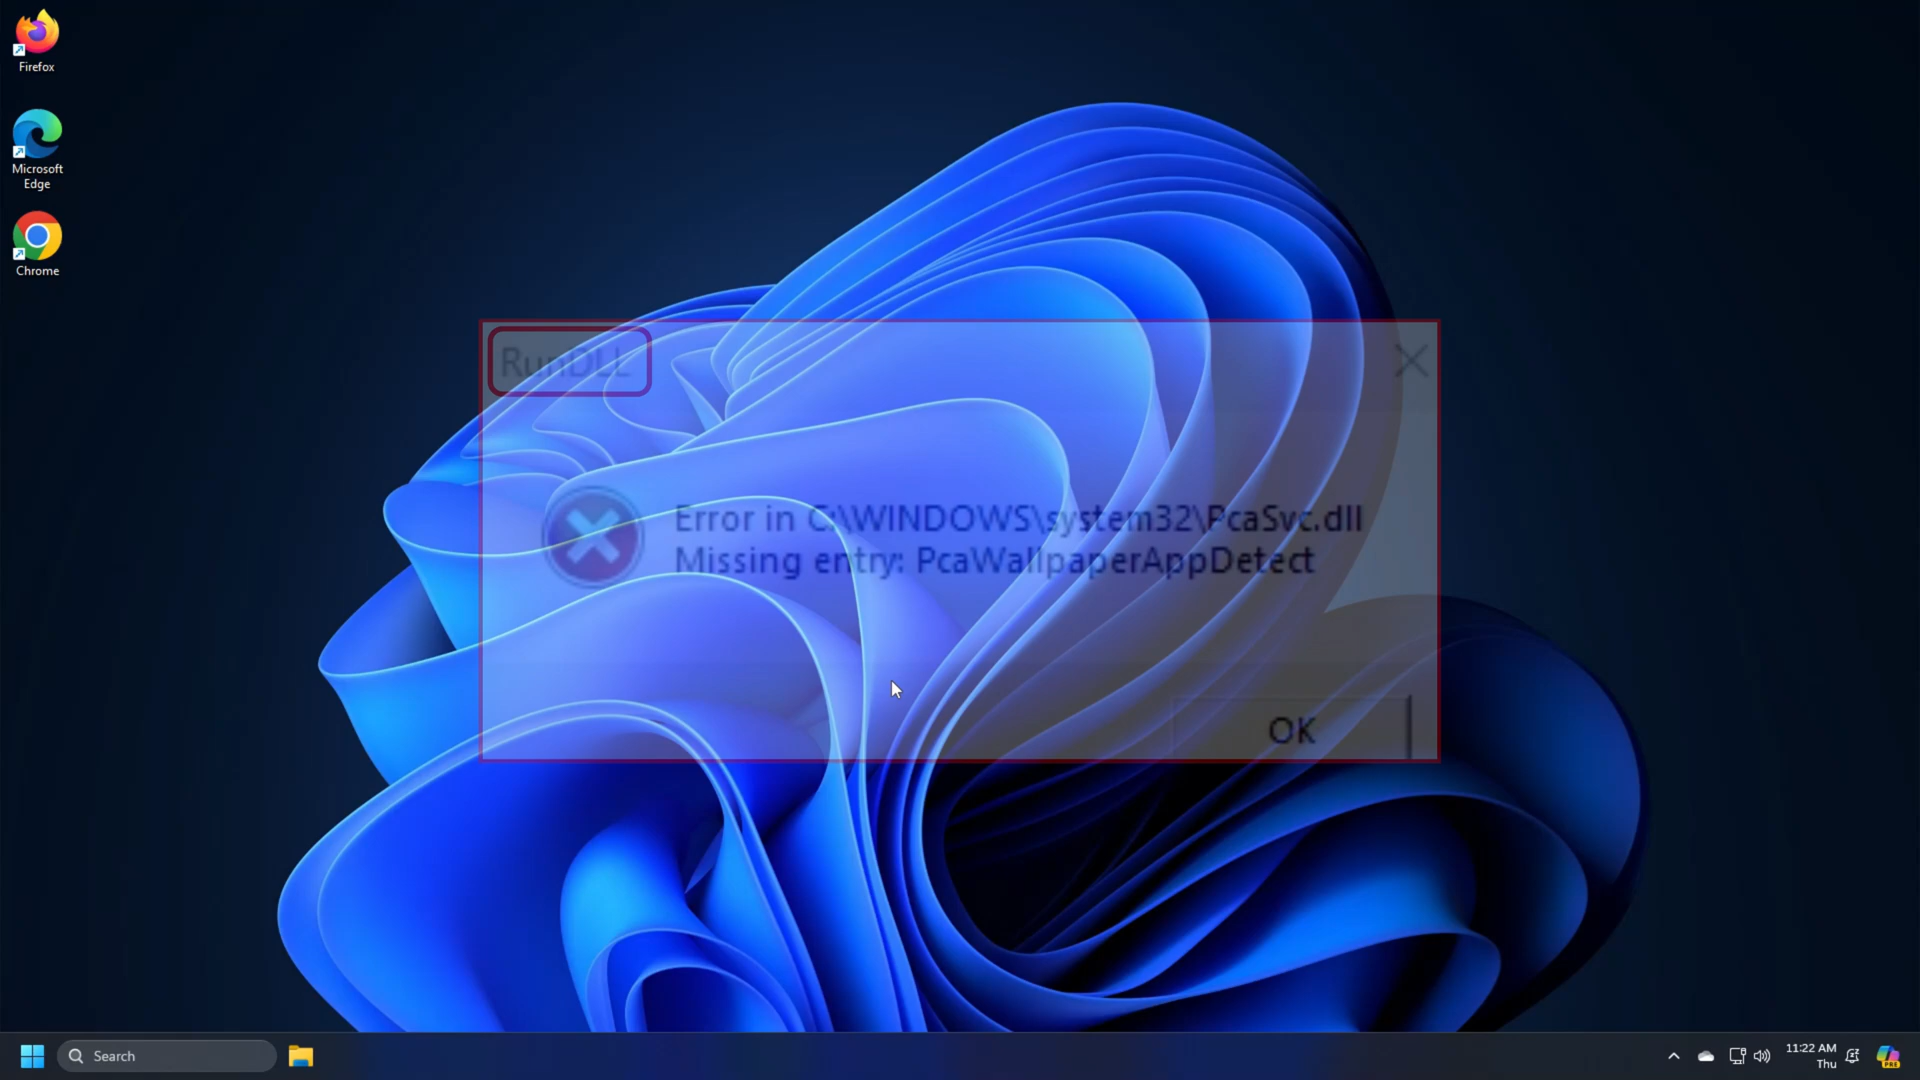 Firefox
Microsoft
Edge
Chrome
RunDLL
Error in C:\WINDOWS\system32\PcaSvc.dll
Missing entry: PcaWallpaperAppDetect
OK
Search
11:22 AM
Thu
PRE